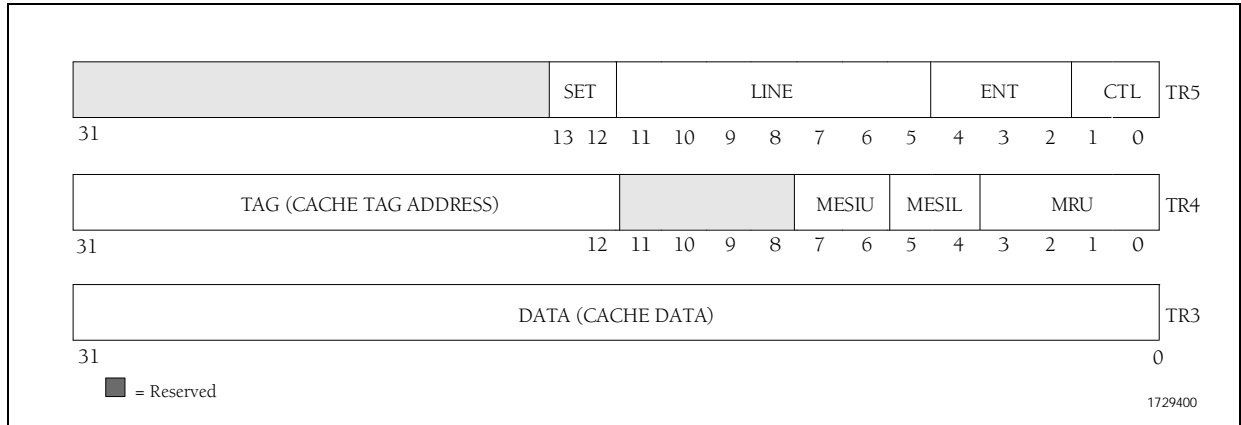 SET LINE ENT CTL TR5
31 13 12 11 10 9 8 7 6 5 4 3 2 1 0
TAG (CACHE TAG ADDRESS) MESIU MESIL MRU TR4
31 12 11 10 9 8 7 6 5 4 3 2 1 0
DATA (CACHE DATA) TR3
31 0
= Reserved
1729400